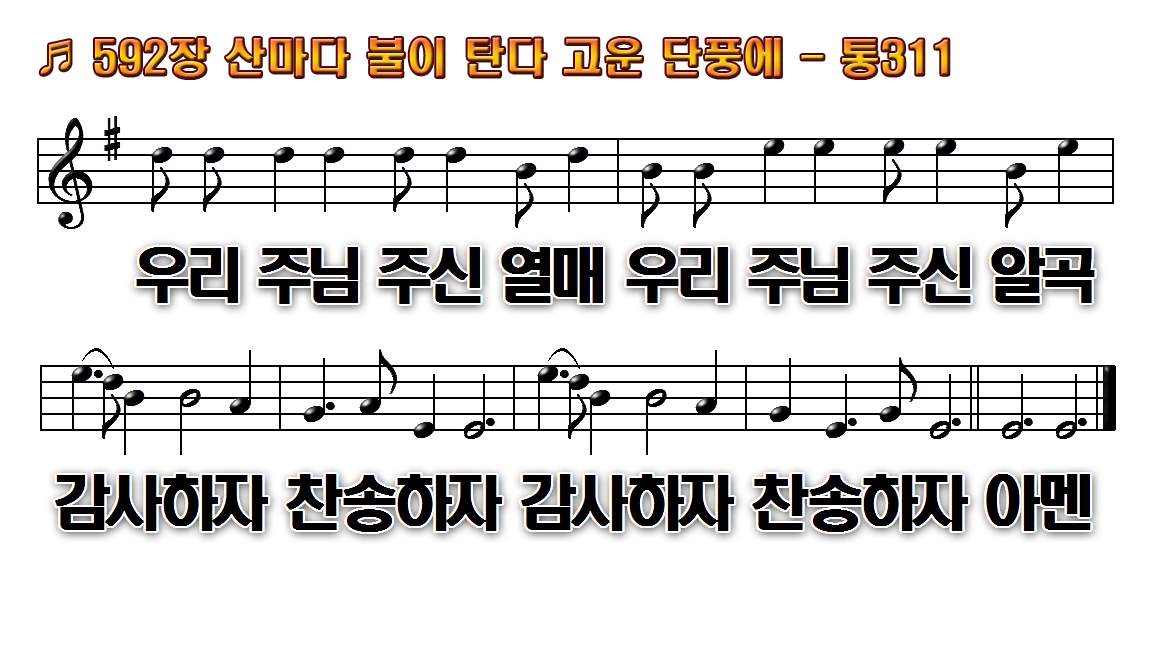 ♬ 592장 산마다 불이 탄다 고운 단풍에 - 통311
우리 주님 주신 열매 우리 주님 주신 알곡
감사하자 찬송하자 감사하자 찬송하자 아멘